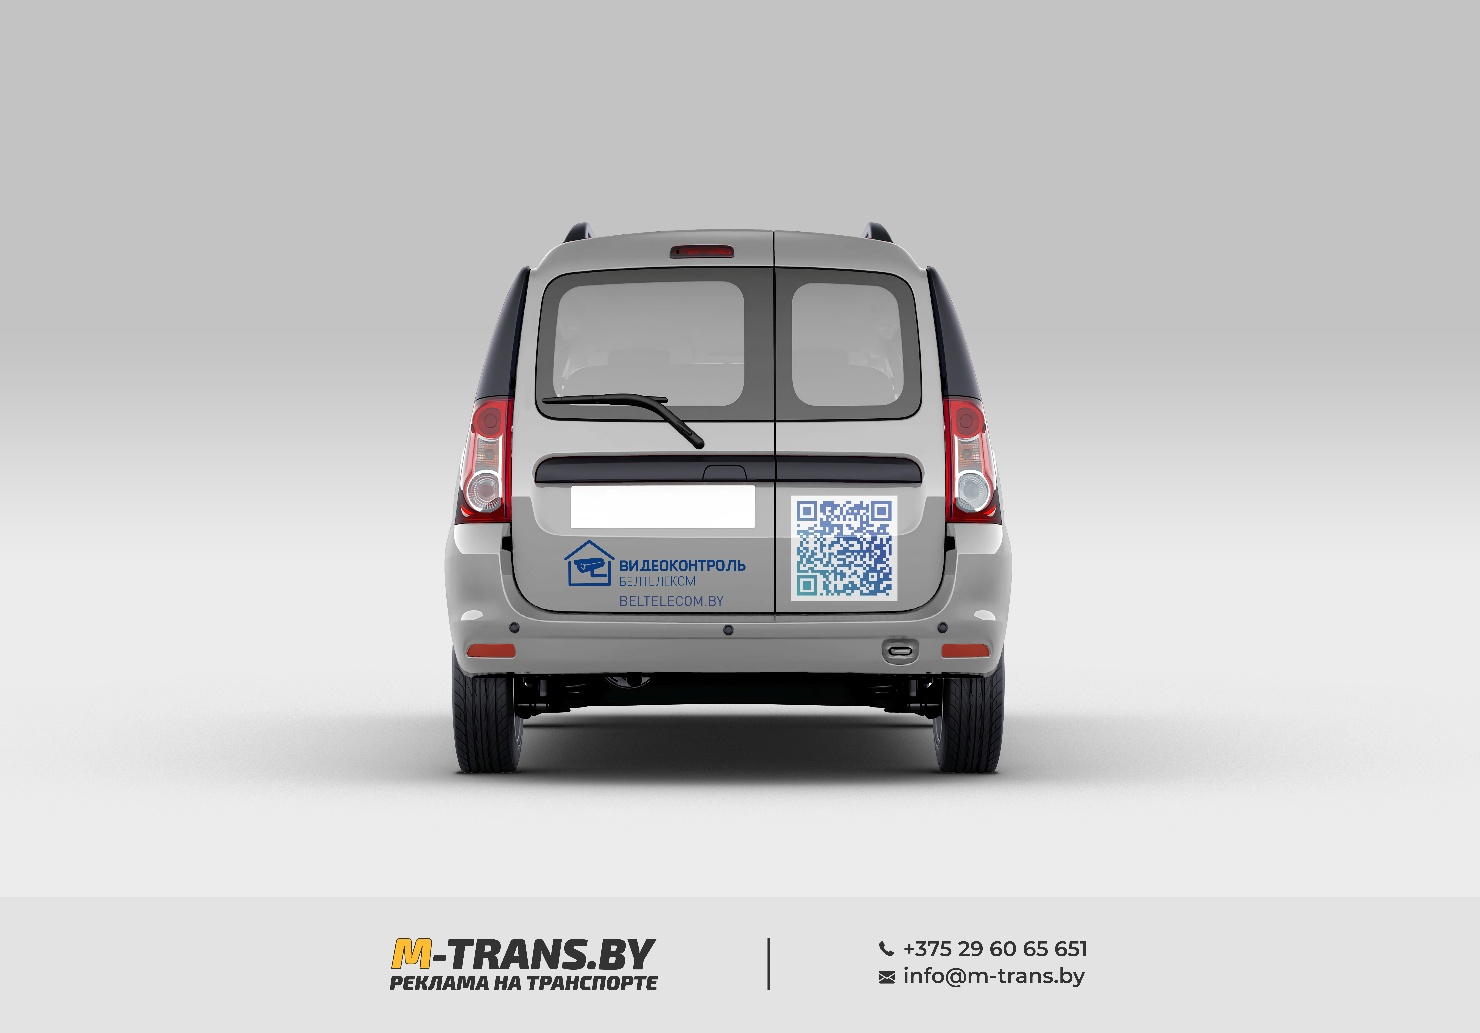 ВИДЕОКОНТРОЛЬ
БЕЛТЕЛЕКОМ
BELTELECOM.BY
M-TRANS.BY
РЕКЛАМА НА ТРАНСПОРТЕ
+375 29 60 65 651
info@m-trans.by